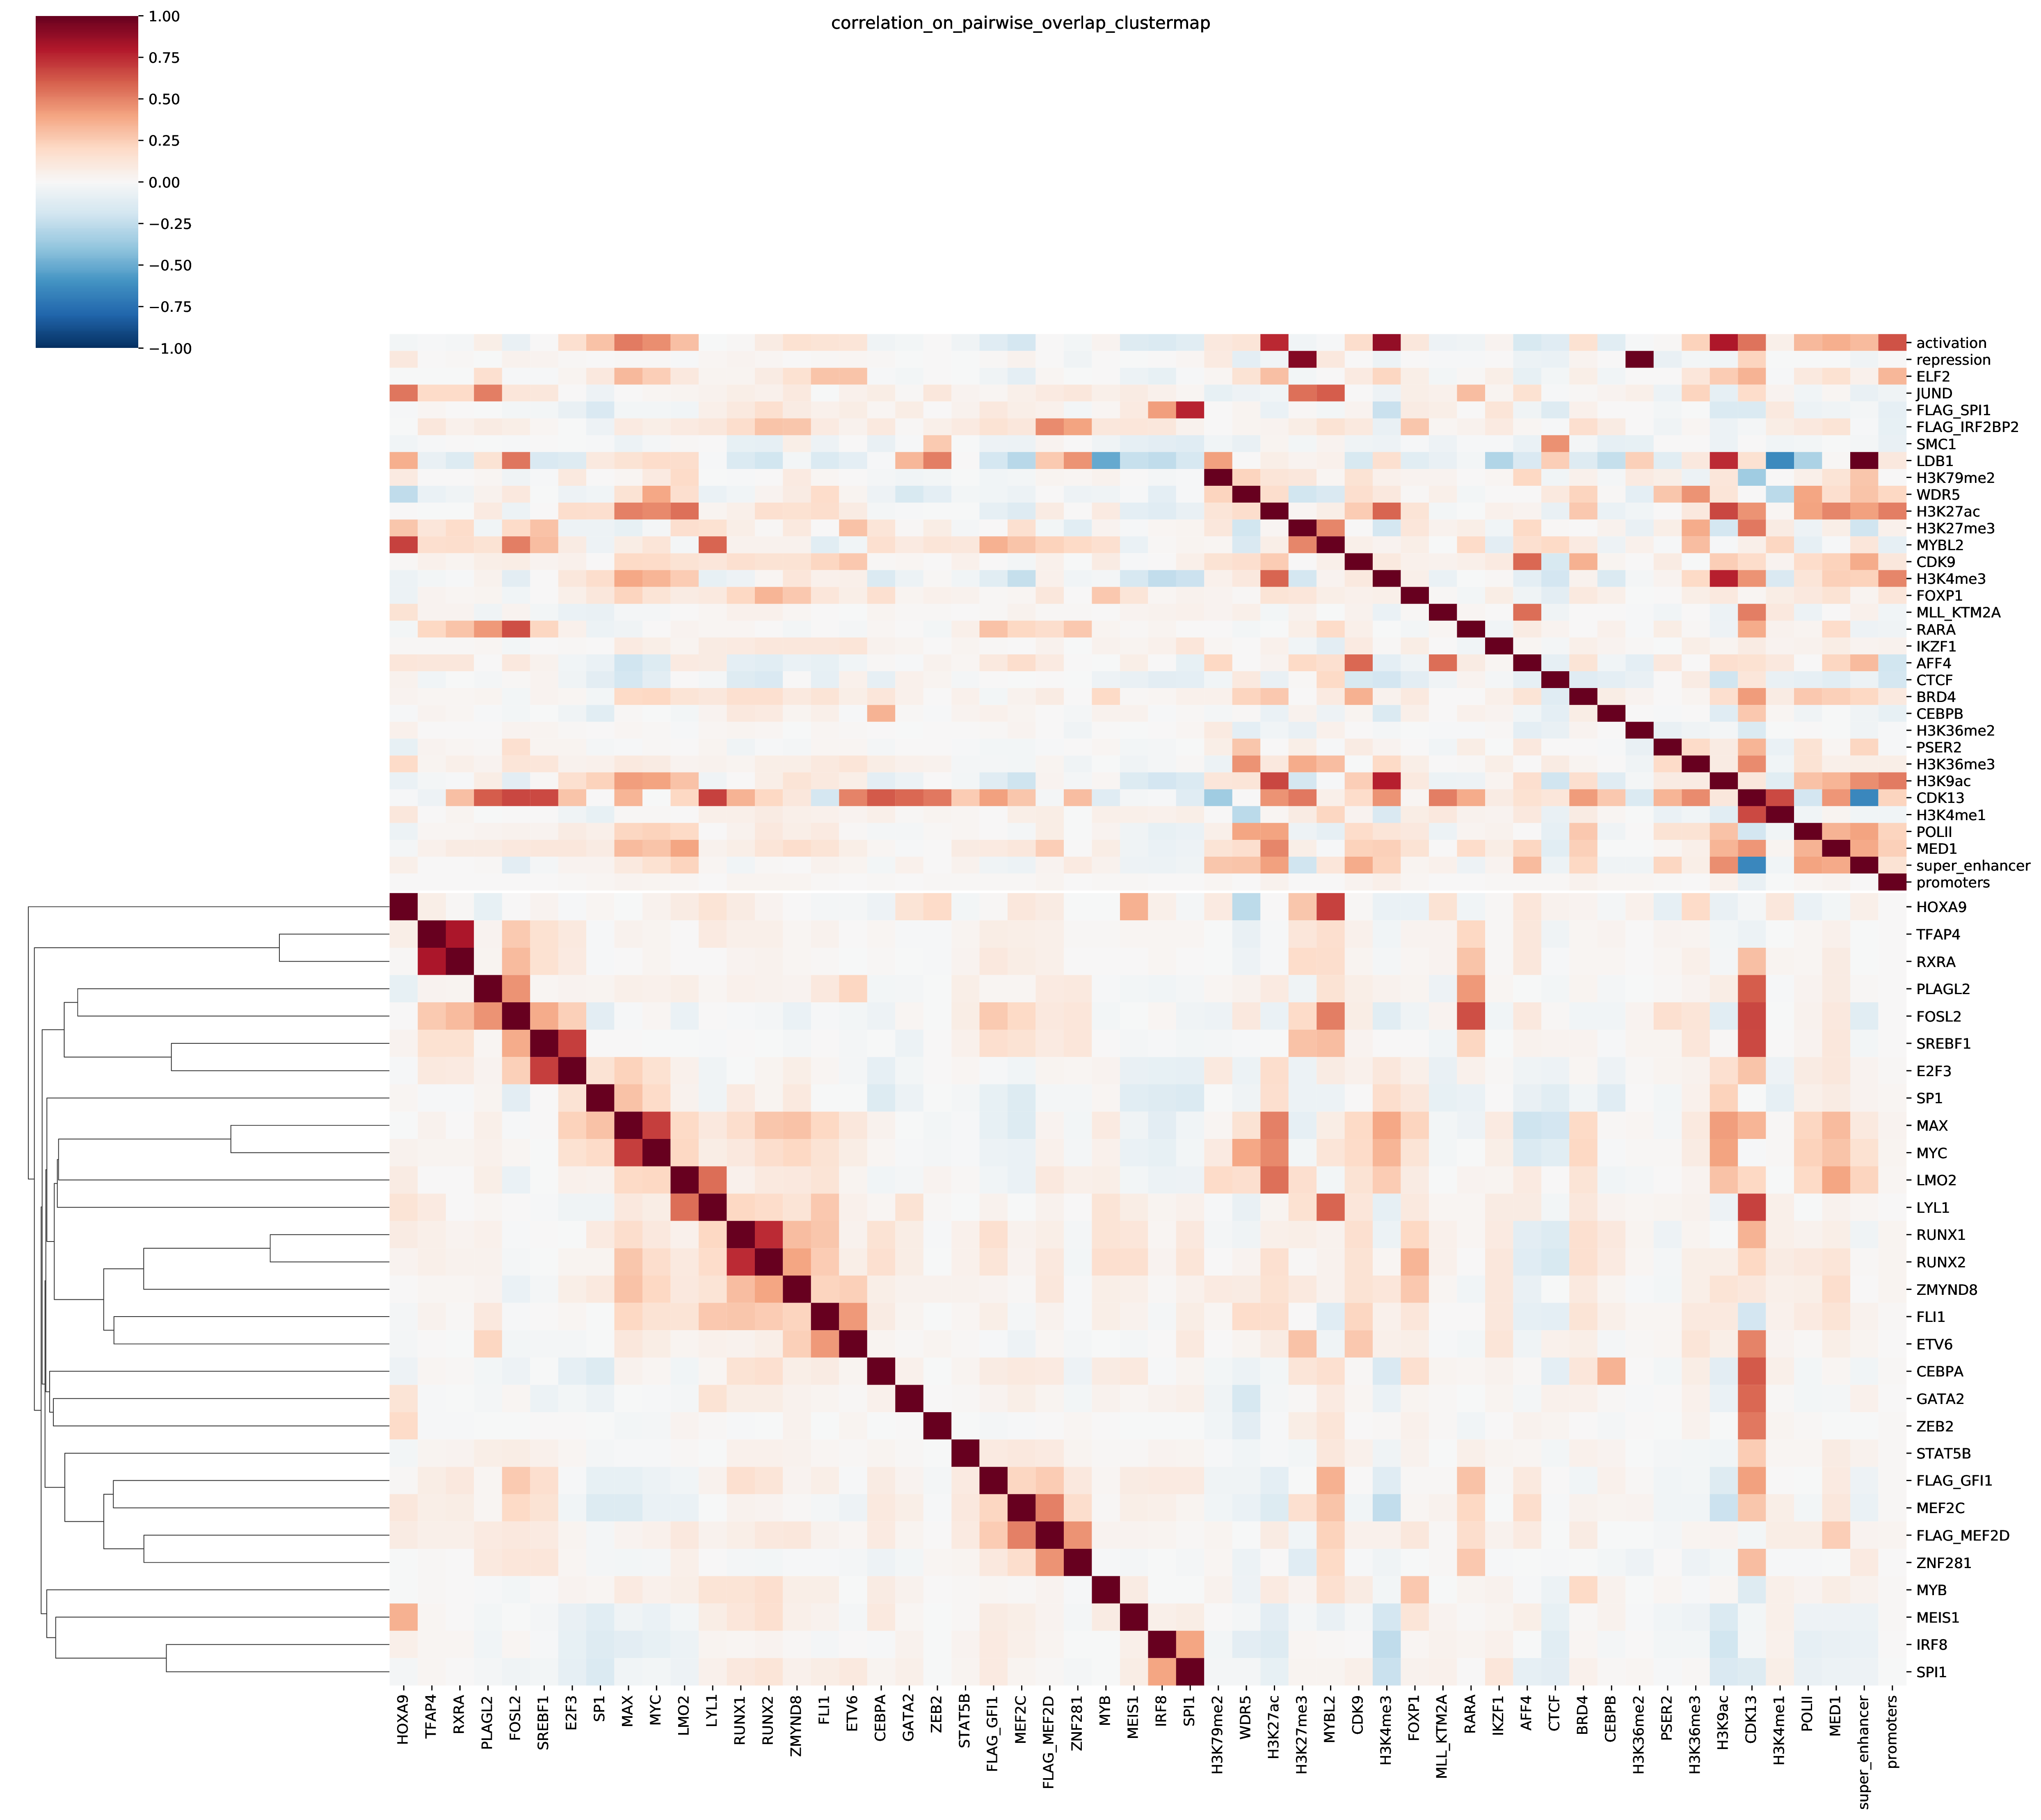 correlation_on_pairwise_overlap_clustermap
1.00
0.75
0.50
0.25
0.00
−0.25
−0.50
−0.75
−1.00
activation
repression
ELF2
JUND
FLAG_SPI1
FLAG_IRF2BP2
SMC1
LDB1
H3K79me2
WDR5
H3K27ac
H3K27me3
MYBL2
CDK9
H3K4me3
FOXP1
MLL_KTM2A
RARA
IKZF1
AFF4
CTCF
BRD4
CEBPB
H3K36me2
PSER2
H3K36me3
H3K9ac
CDK13
H3K4me1
POLII
MED1
super_enhancer
promoters
HOXA9
TFAP4
RXRA
PLAGL2
FOSL2
SREBF1
E2F3
SP1
MAX
MYC
LMO2
LYL1
RUNX1
RUNX2
ZMYND8
FLI1
ETV6
CEBPA
GATA2
ZEB2
STAT5B
FLAG_GFI1
MEF2C
FLAG_MEF2D
ZNF281
MYB
MEIS1
IRF8
SPI1
HOXA9
TFAP4
RXRA
PLAGL2
FOSL2
SREBF1
E2F3
SP1
MAX
MYC
LMO2
LYL1
RUNX1
RUNX2
ZMYND8
FLI1
ETV6
CEBPA
GATA2
ZEB2
STAT5B
FLAG_GFI1
MEF2C
FLAG_MEF2D
ZNF281
MYB
MEIS1
IRF8
SPI1
H3K79me2
WDR5
H3K27ac
H3K27me3
MYBL2
CDK9
H3K4me3
FOXP1
MLL_KTM2A
RARA
IKZF1
AFF4
CTCF
BRD4
CEBPB
H3K36me2
PSER2
H3K36me3
H3K9ac
CDK13
H3K4me1
POLII
MED1
super_enhancer
promoters